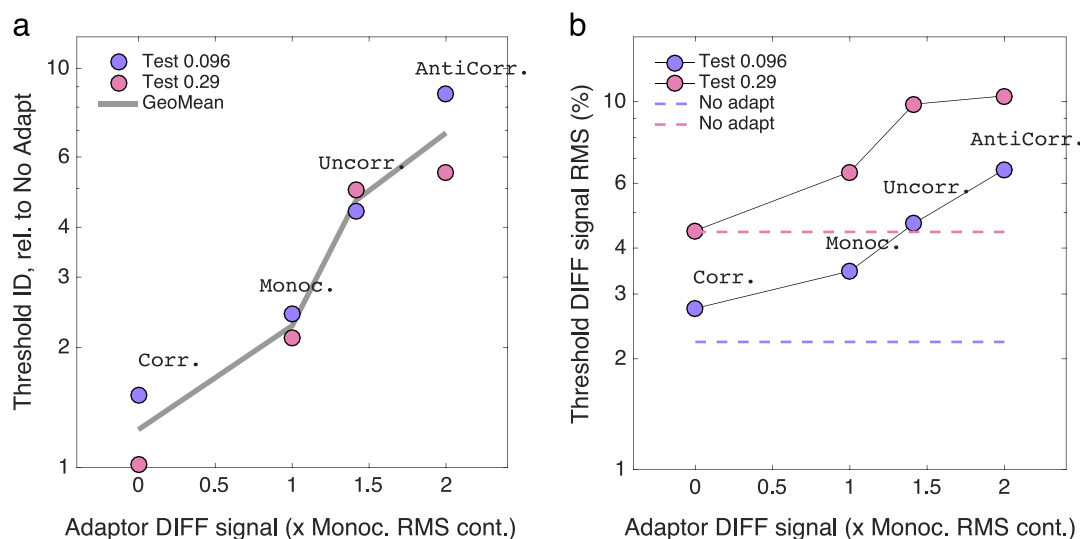 a
Threshold ID, rel. to No Adapt
10
6
4
3
2
1
Test 0.096
Test 0.29
GeoMean
AntiCorr.
Uncorr.
Monoc.
Corr.
0 0.5 1 1.5 2
Adaptor DIFF signal (x Monoc. RMS cont.)
b
Threshold DIFF signal RMS (%)
10
6
4
3
2
1
Test 0.096
Test 0.29
No adapt
No adapt
AntiCorr.
Uncorr.
Monoc.
Corr.
0 0.5 1 1.5 2
Adaptor DIFF signal (x Monoc. RMS cont.)